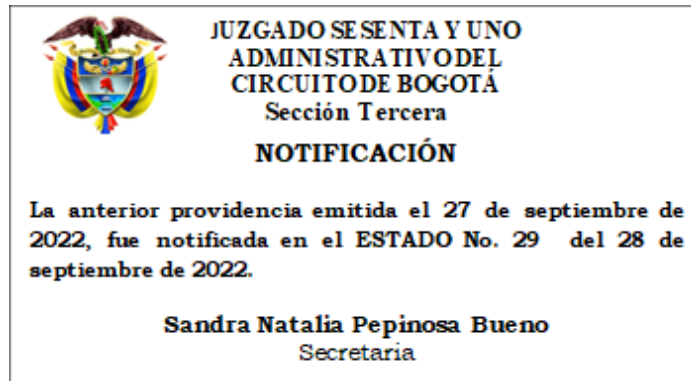 JUZGADO SESENTA Y UNO
ADMINISTRATIVO DEL
CIRCUITO DE BOGOTÁ
Sección Tercera
NOTIFICACIÓN
La anterior providencia emitida el 27 de septiembre de
2022, fue notificada en el ESTADO No. 29 del 28 de
septiembre de 2022.
Sandra Natalia Pepinosa Bueno
Secretaria